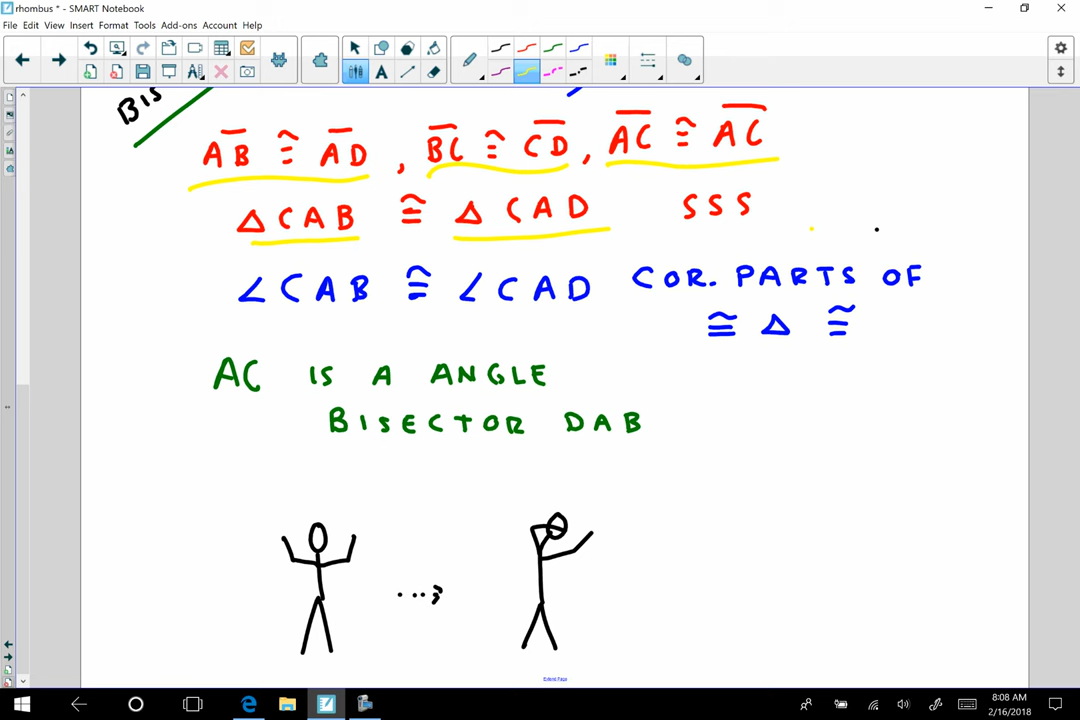 rhombus * - SMART Notebook
File Edit View Insert Format Tools Add-ons Account Help
BIS
AB ≅ AD , BC ≅ CD , AC ≅ AC
Δ CAB ≅ Δ CAD SSS
∠CAB ≅ ∠CAD COR. PARTS OF
≅ Δ ≅
AC IS A ANGLE
BISECTOR DAB
Extend Page
8:08 AM
2/16/2018